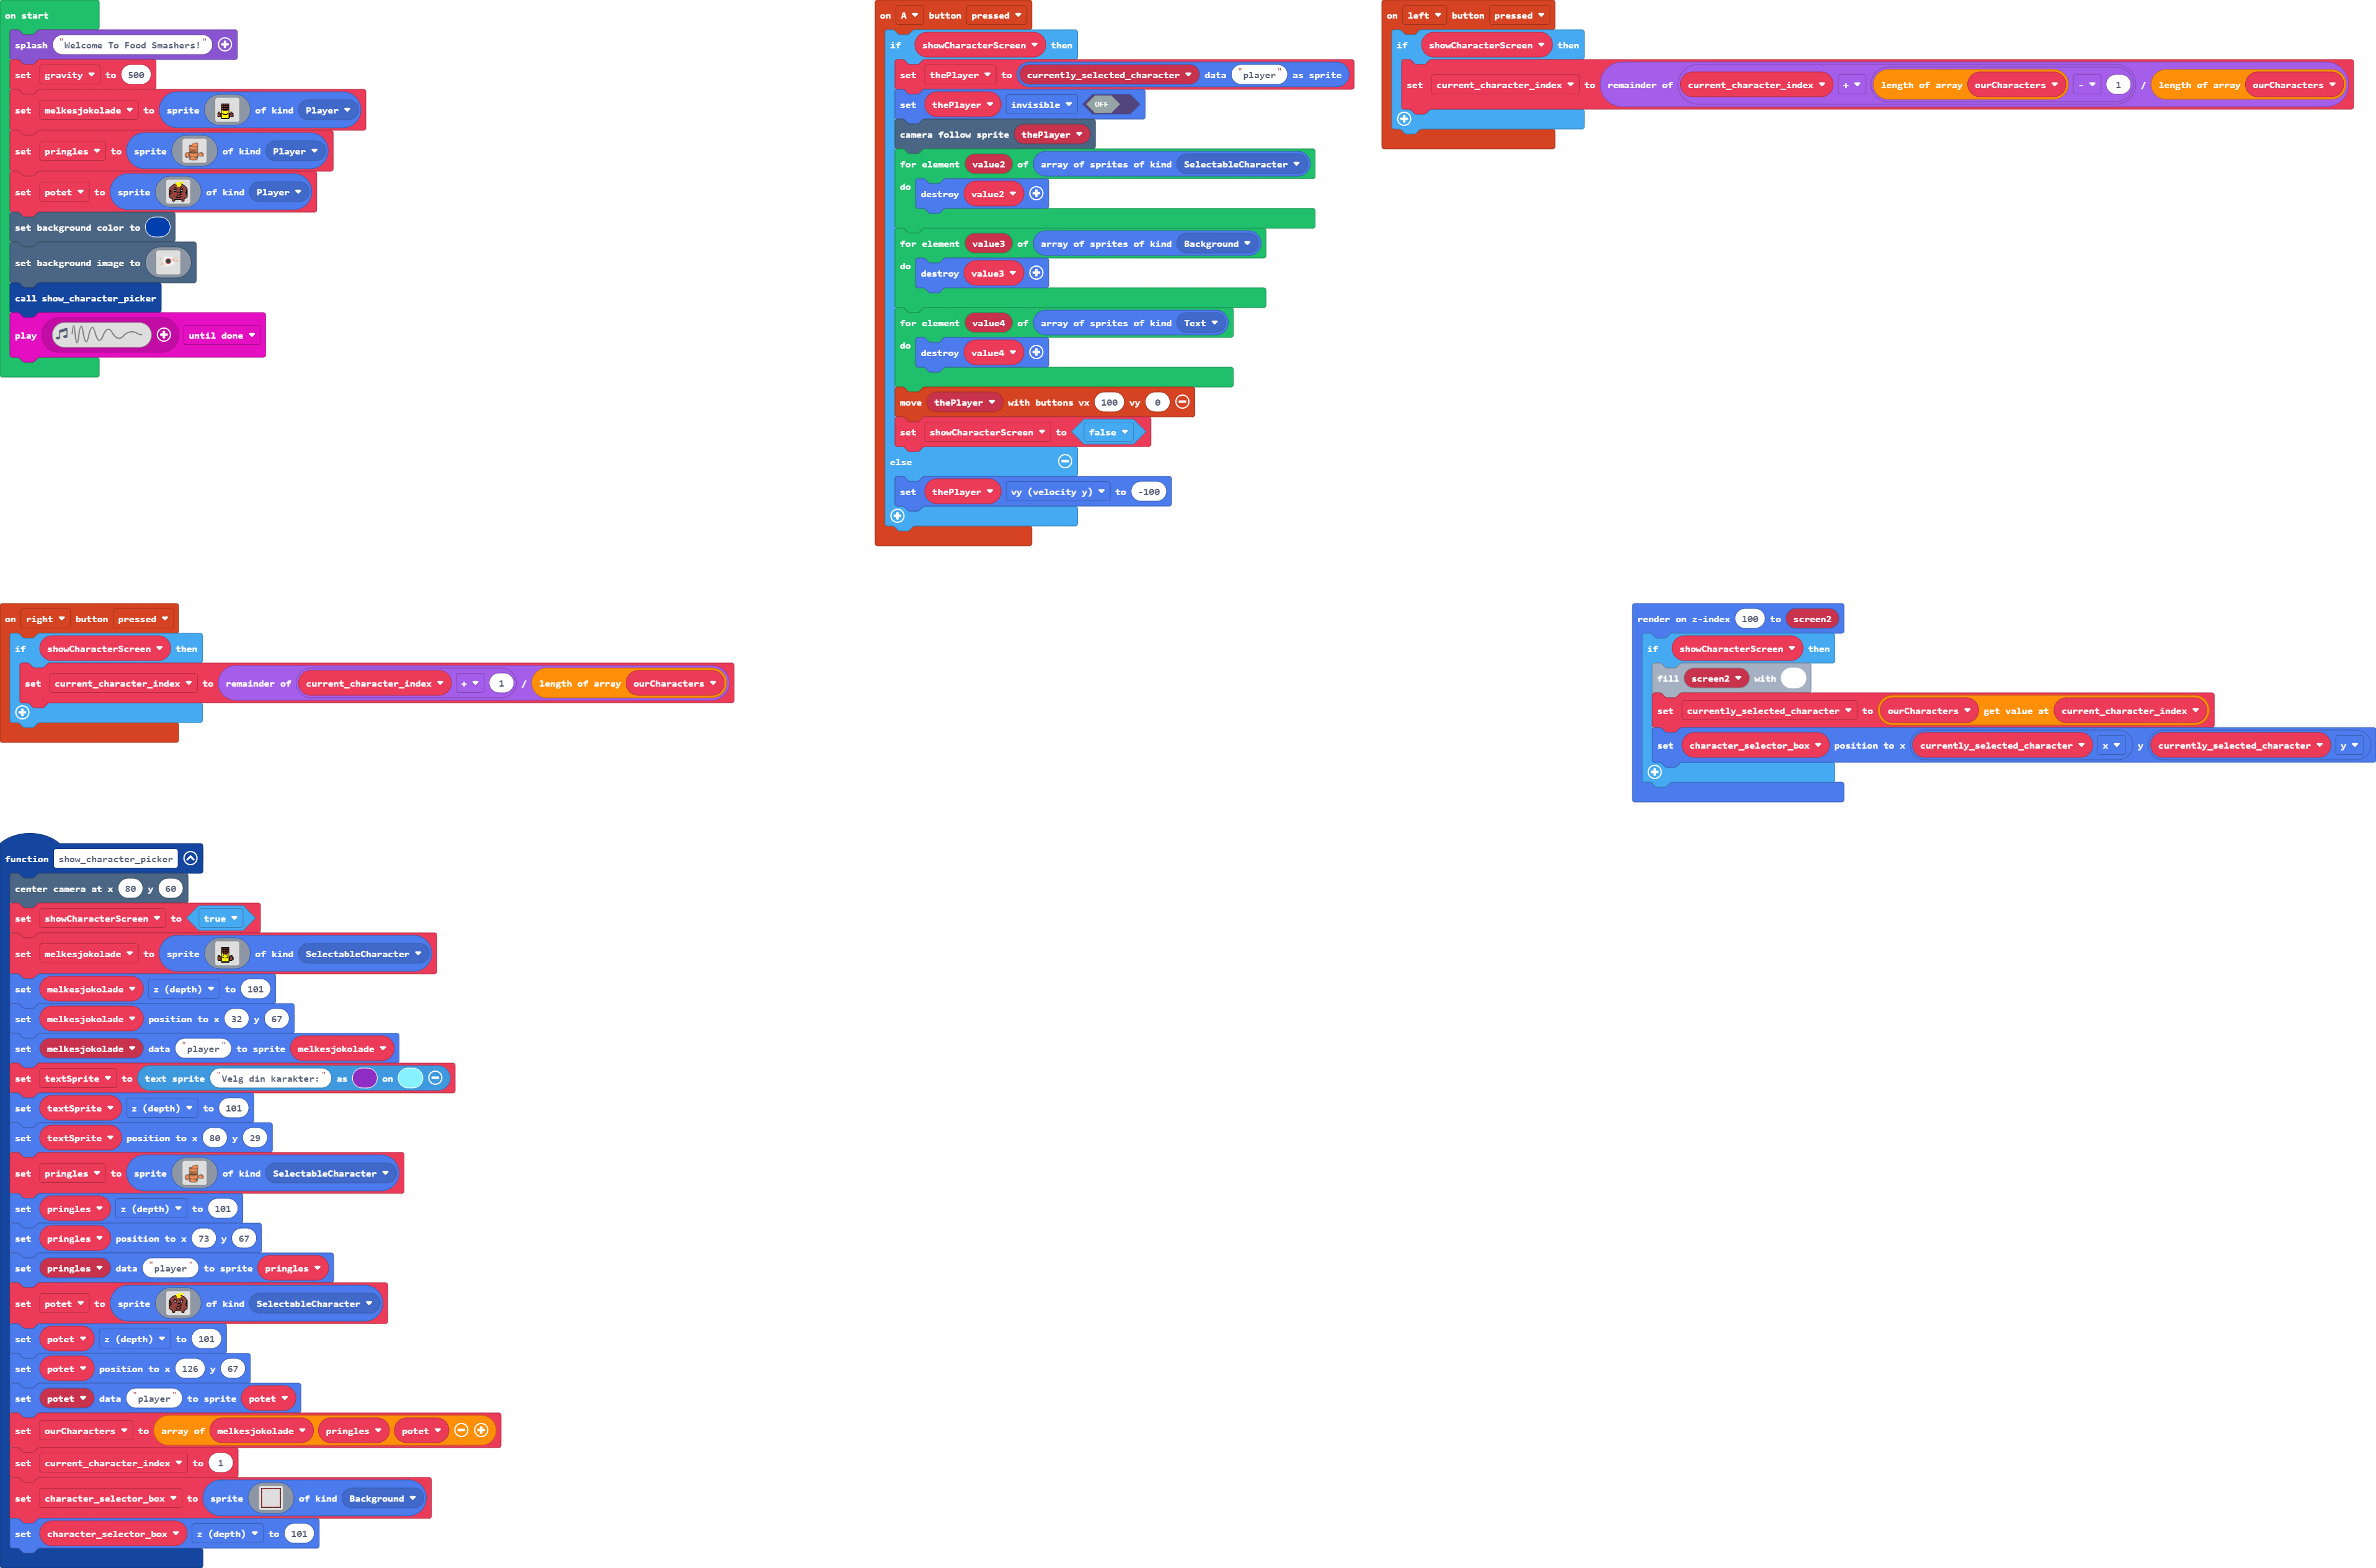 on start
splash "Welcome To Food Smashers!"
set gravity to 500
set melkesjokolade to sprite of kind Player
set pringles to sprite of kind Player
set potet to sprite of kind Player
set background color to
set background image to
call show_character_picker
play until done
on A button pressed
if showCharacterScreen then
set thePlayer to currently_selected_character data "player" as sprite
set thePlayer invisible OFF
camera follow sprite thePlayer
for element value2 of array of sprites of kind SelectableCharacter
do destroy value2
for element value3 of array of sprites of kind Background
do destroy value3
for element value4 of array of sprites of kind Text
do destroy value4
move thePlayer with buttons vx 100 vy 0
set showCharacterScreen to false
else
set thePlayer vy (velocity y) to -100
on left button pressed
if showCharacterScreen then
set current_character_index to remainder of current_character_index + length of array ourCharacters - 1 / length of array ourCharacters
on right button pressed
if showCharacterScreen then
set current_character_index to remainder of current_character_index + 1 / length of array ourCharacters
render on z-index 100 to screen2
if showCharacterScreen then
fill screen2 with
set currently_selected_character to ourCharacters get value at current_character_index
set character_selector_box position to x currently_selected_character x y currently_selected_character y
function show_character_picker
center camera at x 80 y 60
set showCharacterScreen to true
set melkesjokolade to sprite of kind SelectableCharacter
set melkesjokolade z (depth) to 101
set melkesjokolade position to x 32 y 67
set melkesjokolade data "player" to sprite melkesjokolade
set textSprite to text sprite "Velg din karakter:" as on
set textSprite z (depth) to 101
set textSprite position to x 80 y 29
set pringles to sprite of kind SelectableCharacter
set pringles z (depth) to 101
set pringles position to x 73 y 67
set pringles data "player" to sprite pringles
set potet to sprite of kind SelectableCharacter
set potet z (depth) to 101
set potet position to x 126 y 67
set potet data "player" to sprite potet
set ourCharacters to array of melkesjokolade pringles potet
set current_character_index to 1
set character_selector_box to sprite of kind Background
set character_selector_box z (depth) to 101